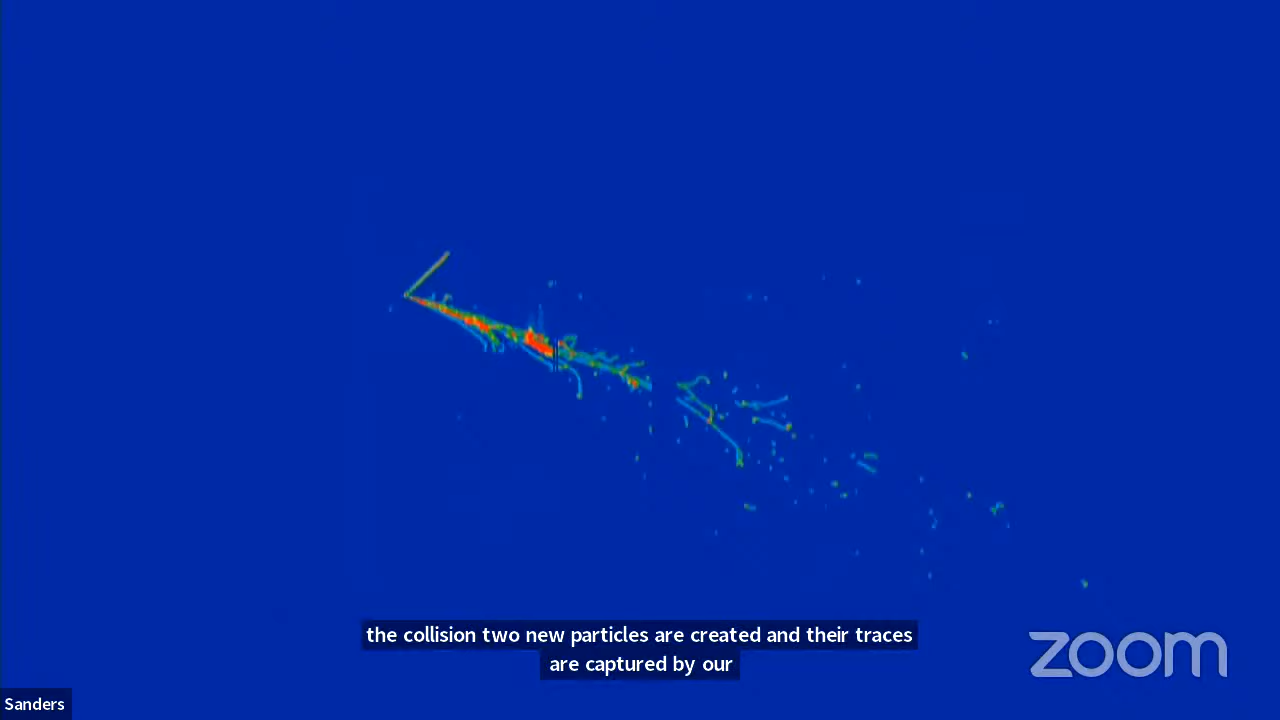 the collision two new particles are created and their traces
are captured by our
zoom
Sanders